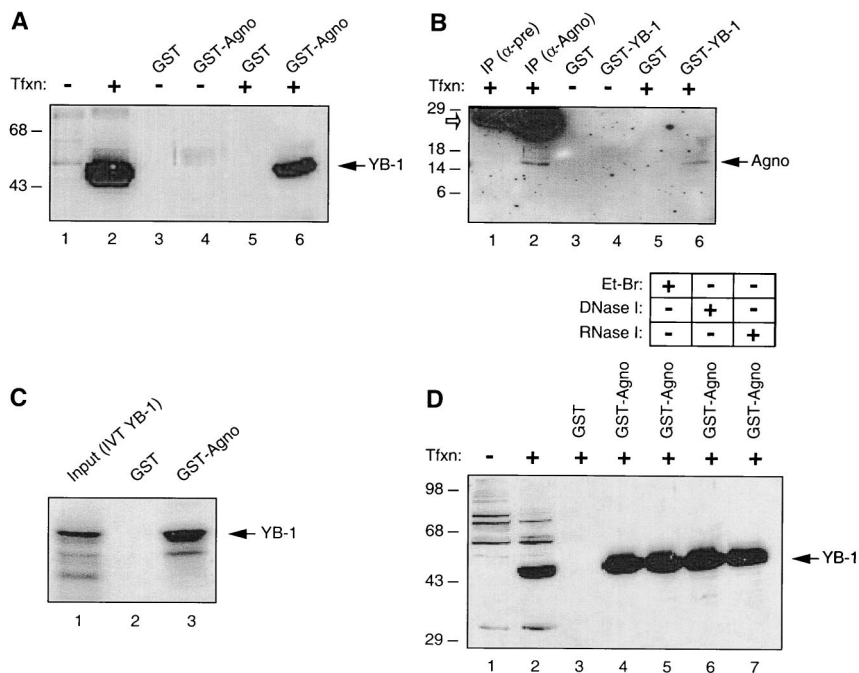 A
GST
GST-Agno
GST
GST-Agno
Tfxn: - + - - + +
68
43
YB-1
1 2 3 4 5 6
B
IP (α-pre)
IP (α-Agno)
GST
GST-YB-1
GST
GST-YB-1
Tfxn: + + - - + +
29
18
14
6
Agno
1 2 3 4 5 6
C
Input (IVT YB-1)
GST
GST-Agno
YB-1
1 2 3
Et-Br: + - -
DNase I: - + -
RNase I: - - +
D
GST
GST-Agno
GST-Agno
GST-Agno
GST-Agno
Tfxn: - + + + + + +
98
68
43
29
YB-1
1 2 3 4 5 6 7